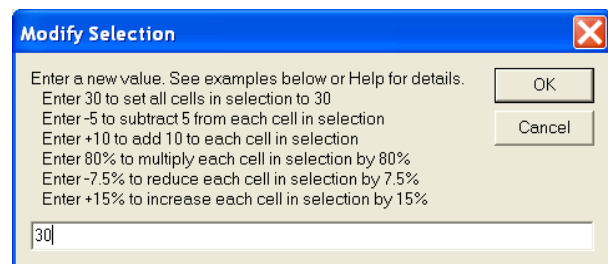 Modify Selection
Enter a new value. See examples below or Help for details.
Enter 30 to set all cells in selection to 30
Enter -5 to subtract 5 from each cell in selection
Enter +10 to add 10 to each cell in selection
Enter 80% to multiply each cell in selection by 80%
Enter -7.5% to reduce each cell in selection by 7.5%
Enter +15% to increase each cell in selection by 15%
OK
Cancel
30